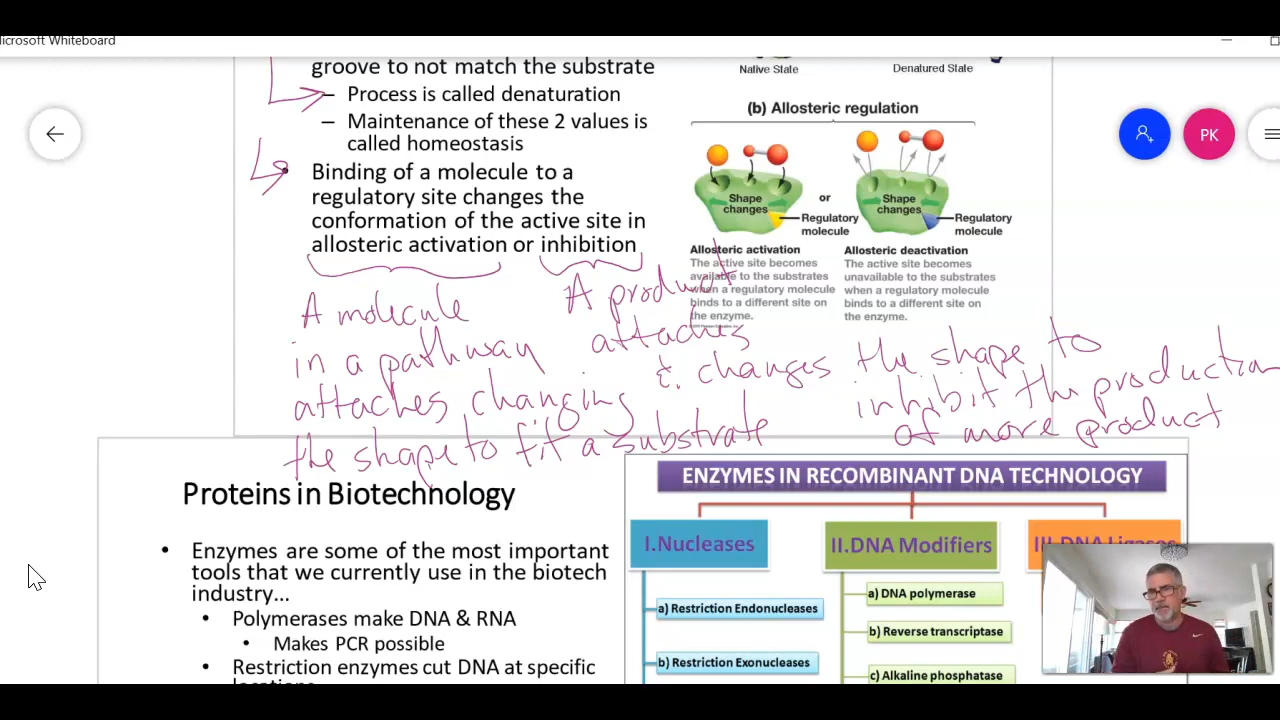 Microsoft Whiteboard
groove to not match the substrate
– Process is called denaturation
– Maintenance of these 2 values is
called homeostasis
• Binding of a molecule to a
regulatory site changes the
conformation of the active site in
allosteric activation or inhibition
Native State
Denatured State
(b) Allosteric regulation
Shape
changes
Regulatory
molecule
or
Shape
changes
Regulatory
molecule
Allosteric activation
The active site becomes
available to the substrates
when a regulatory molecule
binds to a different site on
the enzyme.
Allosteric deactivation
The active site becomes
unavailable to the substrates
when a regulatory molecule
binds to a different site on
the enzyme.
PK
A molecule
in a pathway
attaches changing
the shape to fit a substrate
A product
attaches
& changes the shape to
inhibit the production
of more product
Proteins in Biotechnology
• Enzymes are some of the most important
tools that we currently use in the biotech
industry...
• Polymerases make DNA & RNA
• Makes PCR possible
• Restriction enzymes cut DNA at specific
ENZYMES IN RECOMBINANT DNA TECHNOLOGY
I.Nucleases
a) Restriction Endonucleases
b) Restriction Exonucleases
II.DNA Modifiers
a) DNA polymerase
b) Reverse transcriptase
c) Alkaline phosphatase
III.DNA Ligases